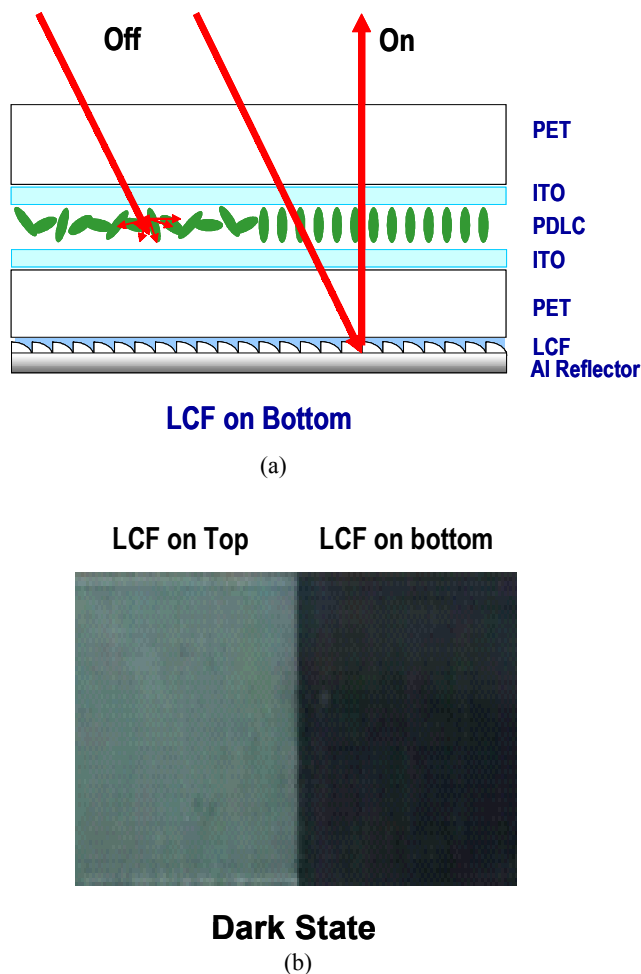 Off On
PET
ITO
PDLC
ITO
PET
LCF
Al Reflector
LCF on Bottom
(a)
LCF on Top LCF on bottom
Dark State
(b)